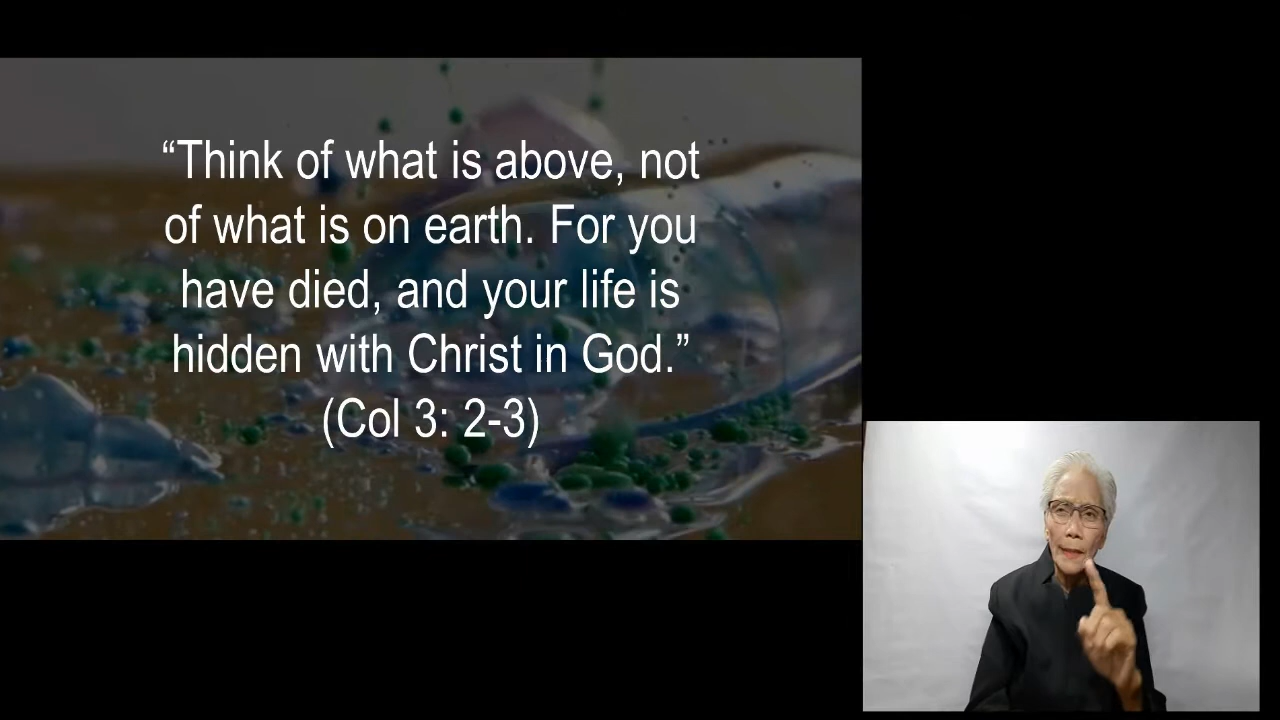 “Think of what is above, not
of what is on earth. For you
have died, and your life is
hidden with Christ in God.”
(Col 3: 2-3)